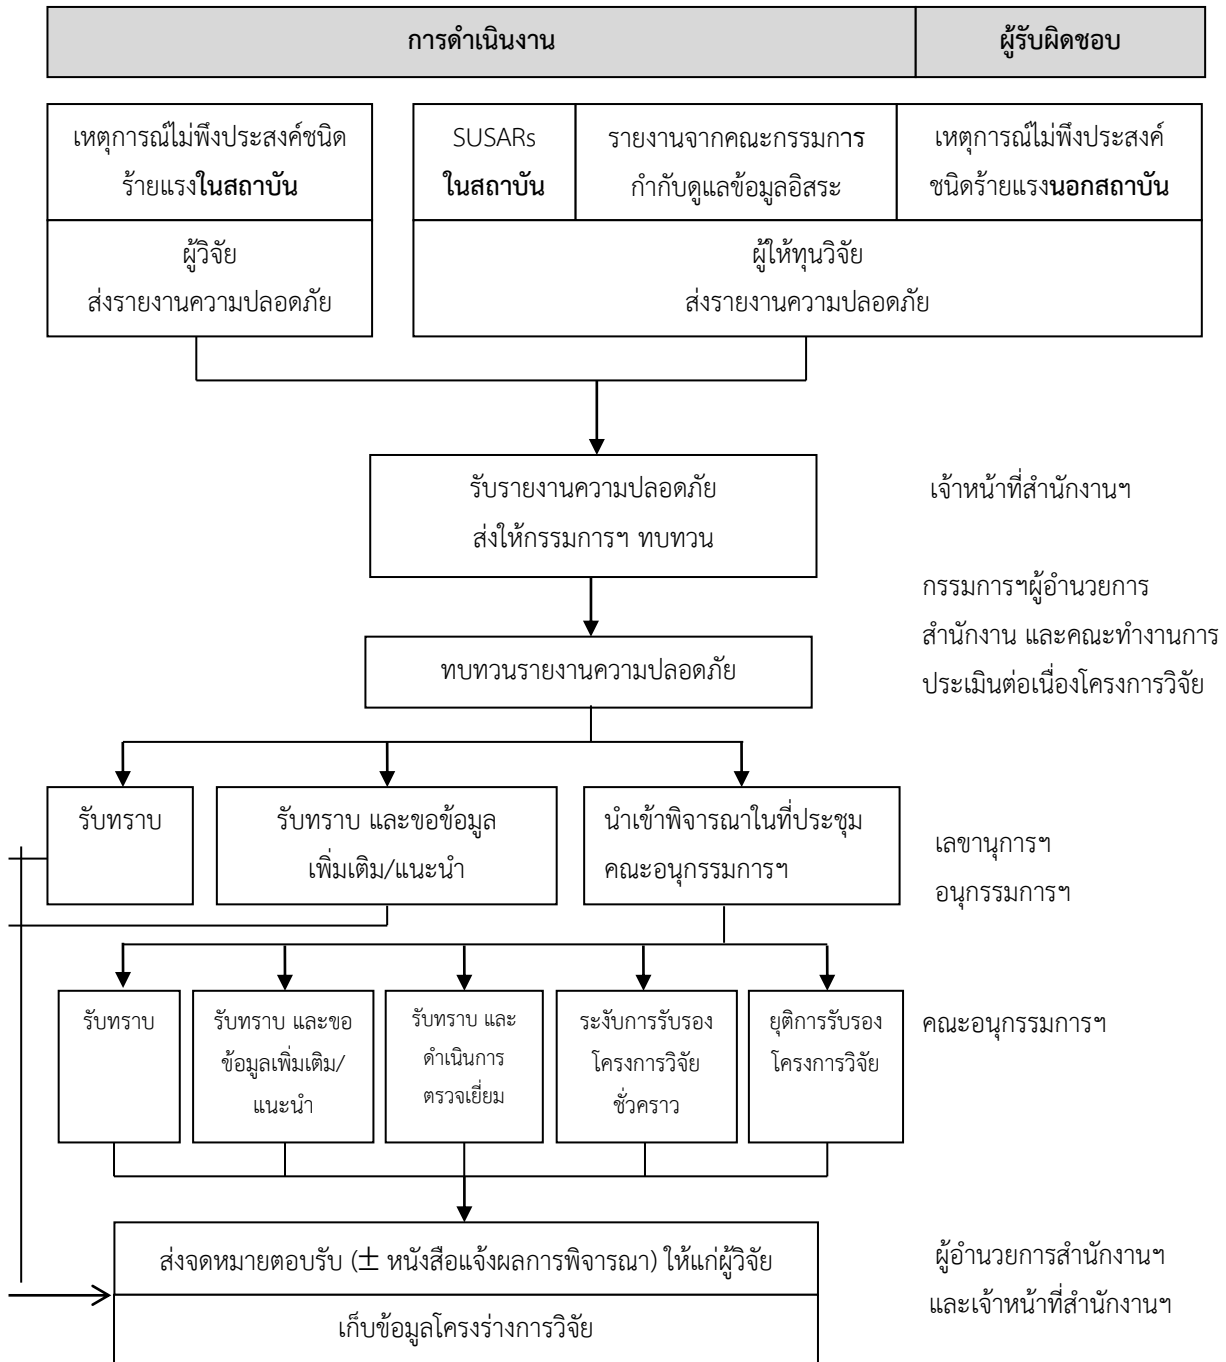 การดำเนินงาน
ผู้รับผิดชอบ
เหตุการณ์ไม่พึงประสงค์ชนิด
ร้ายแรงในสถาบัน
ผู้วิจัย
ส่งรายงานความปลอดภัย
SUSARs
ในสถาบัน
รายงานจากคณะกรรมการ
กำกับดูแลข้อมูลอิสระ
เหตุการณ์ไม่พึงประสงค์
ชนิดร้ายแรงนอกสถาบัน
ผู้ให้ทุนวิจัย
ส่งรายงานความปลอดภัย
รับรายงานความปลอดภัย
ส่งให้กรรมการฯ ทบทวน
เจ้าหน้าที่สำนักงานฯ
ทบทวนรายงานความปลอดภัย
กรรมการฯผู้อำนวยการ
สำนักงาน และคณะทำงานการ
ประเมินต่อเนื่องโครงการวิจัย
รับทราบ
รับทราบ และขอข้อมูล
เพิ่มเติม/แนะนำ
นำเข้าพิจารณาในที่ประชุม
คณะอนุกรรมการฯ
เลขานุการฯ
อนุกรรมการฯ
รับทราบ
รับทราบ และขอ
ข้อมูลเพิ่มเติม/
แนะนำ
รับทราบ และ
ดำเนินการ
ตรวจเยี่ยม
ระงับการรับรอง
โครงการวิจัย
ชั่วคราว
ยุติการรับรอง
โครงการวิจัย
คณะอนุกรรมการฯ
ส่งจดหมายตอบรับ (± หนังสือแจ้งผลการพิจารณา) ให้แก่ผู้วิจัย
เก็บข้อมูลโครงร่างการวิจัย
ผู้อำนวยการสำนักงานฯ
และเจ้าหน้าที่สำนักงานฯ